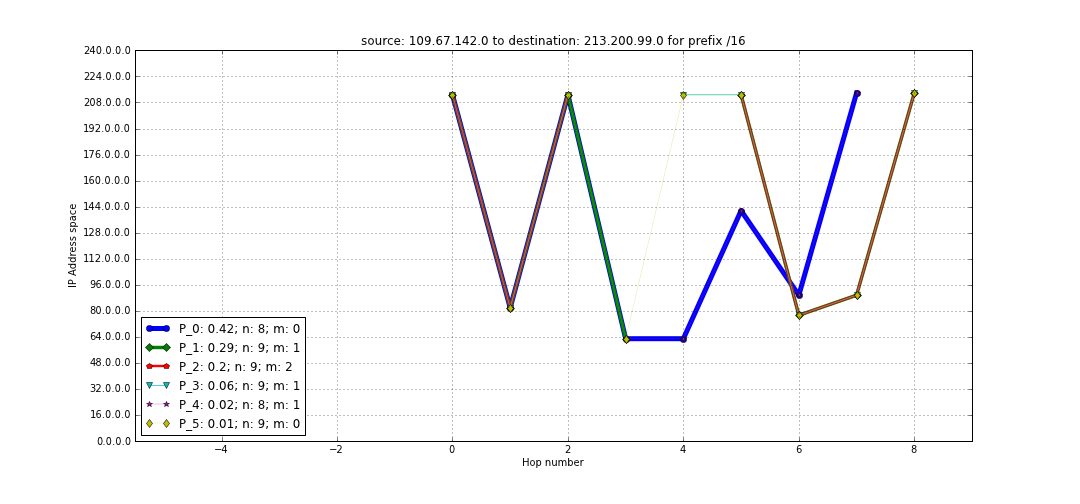 source: 109.67.142.0 to destination: 213.200.99.0 for prefix /16
240.0.0.0
224.0.0.0
208.0.0.0
192.0.0.0
176.0.0.0
160.0.0.0
144.0.0.0
128.0.0.0
112.0.0.0
96.0.0.0
80.0.0.0
64.0.0.0
48.0.0.0
32.0.0.0
16.0.0.0
0.0.0.0
IP Address space
P_0: 0.42; n: 8; m: 0
P_1: 0.29; n: 9; m: 1
P_2: 0.2; n: 9; m: 2
P_3: 0.06; n: 9; m: 1
P_4: 0.02; n: 8; m: 1
P_5: 0.01; n: 9; m: 0
−4 −2 0 2 4 6 8
Hop number